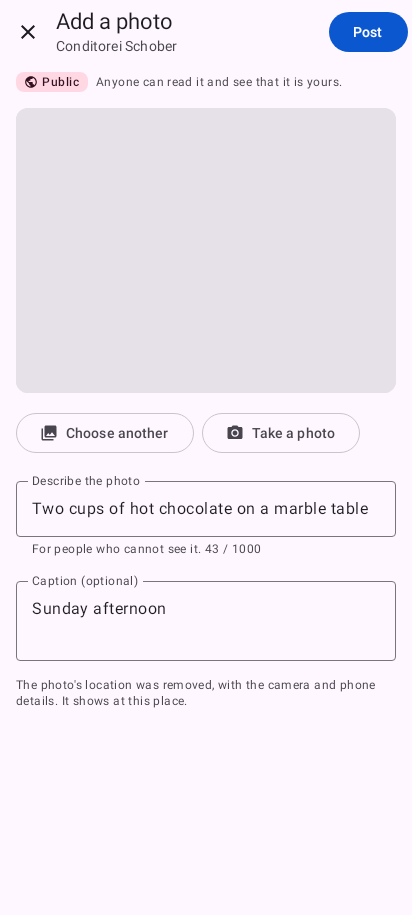 Add a photo
Conditorei Schober
Post
Public
Anyone can read it and see that it is yours.
Choose another
Take a photo
Describe the photo
Two cups of hot chocolate on a marble table
For people who cannot see it. 43 / 1000
Caption (optional)
Sunday afternoon
The photo's location was removed, with the camera and phone
details. It shows at this place.